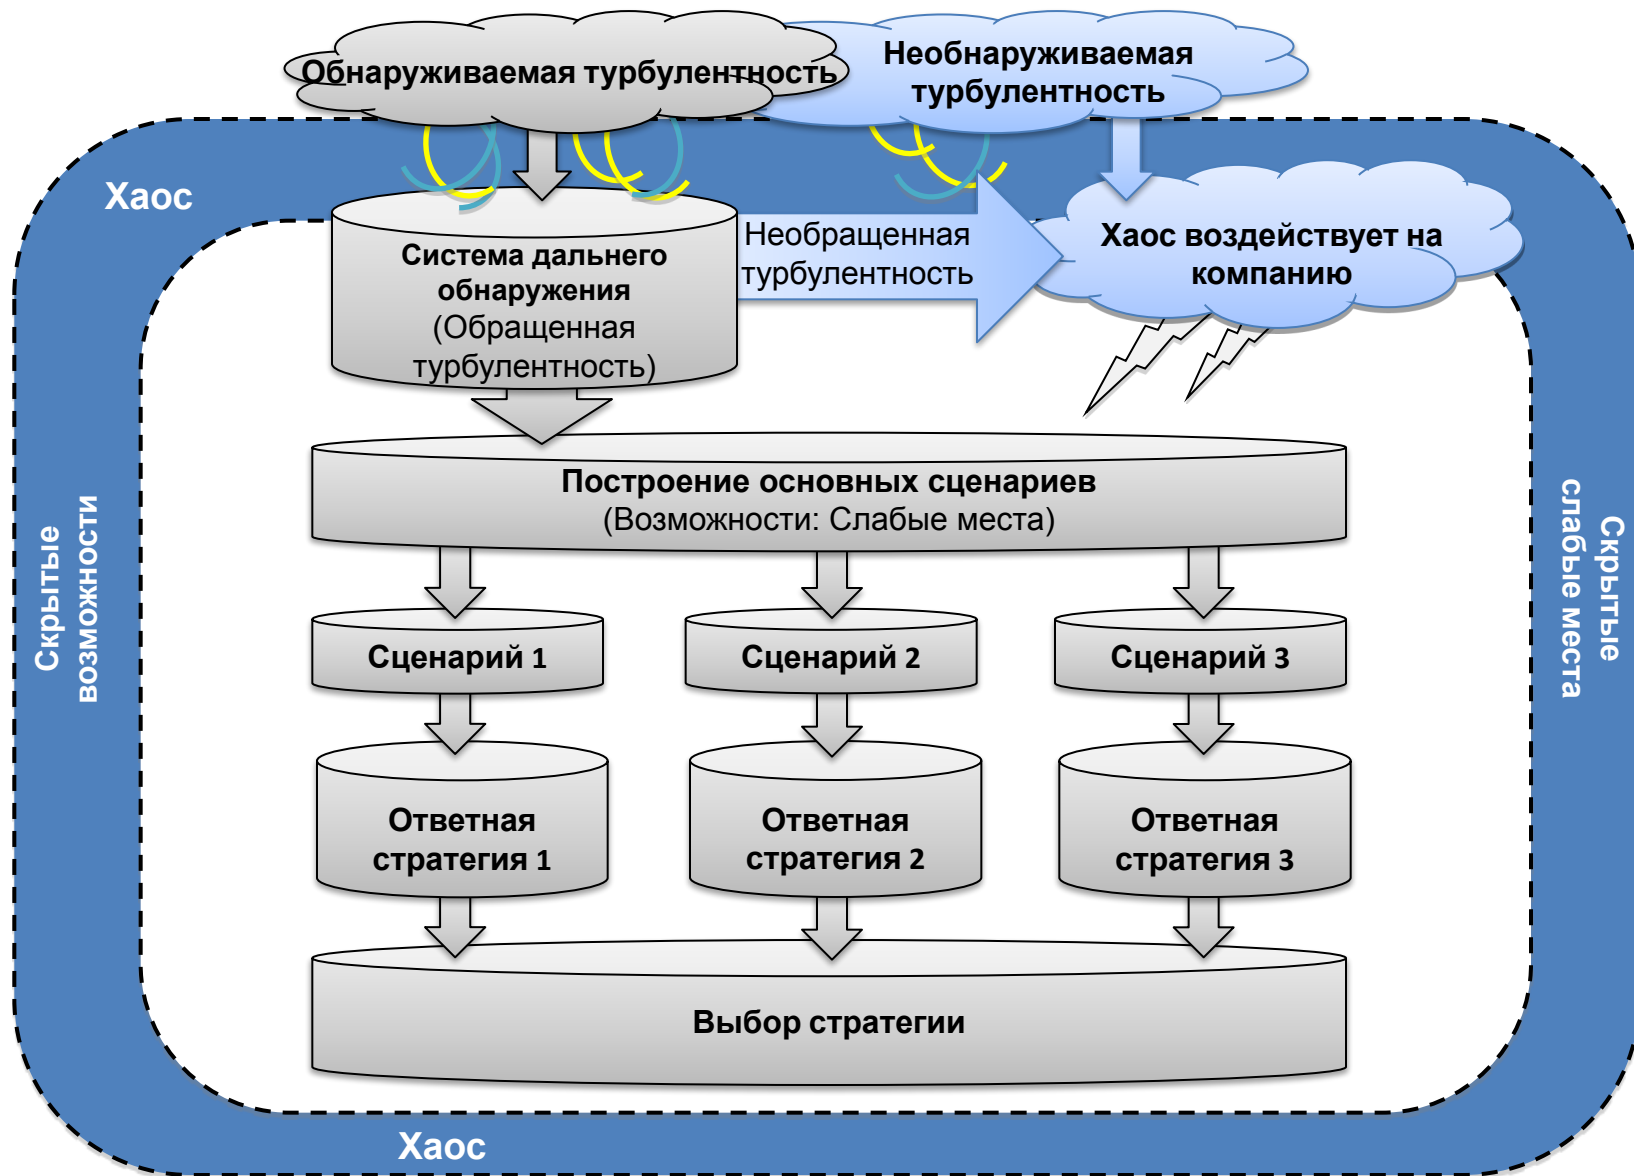 Обнаруживаемая турбулентность
Необнаруживаемая
турбулентность
Хаос
Система дальнего
обнаружения
(Обращенная
турбулентность)
Необращенная
турбулентность
Хаос воздействует на
компанию
Построение основных сценариев
(Возможности: Слабые места)
Скрытые
возможности
Скрытые
слабые места
Сценарий 1
Сценарий 2
Сценарий 3
Ответная
стратегия 1
Ответная
стратегия 2
Ответная
стратегия 3
Выбор стратегии
Хаос